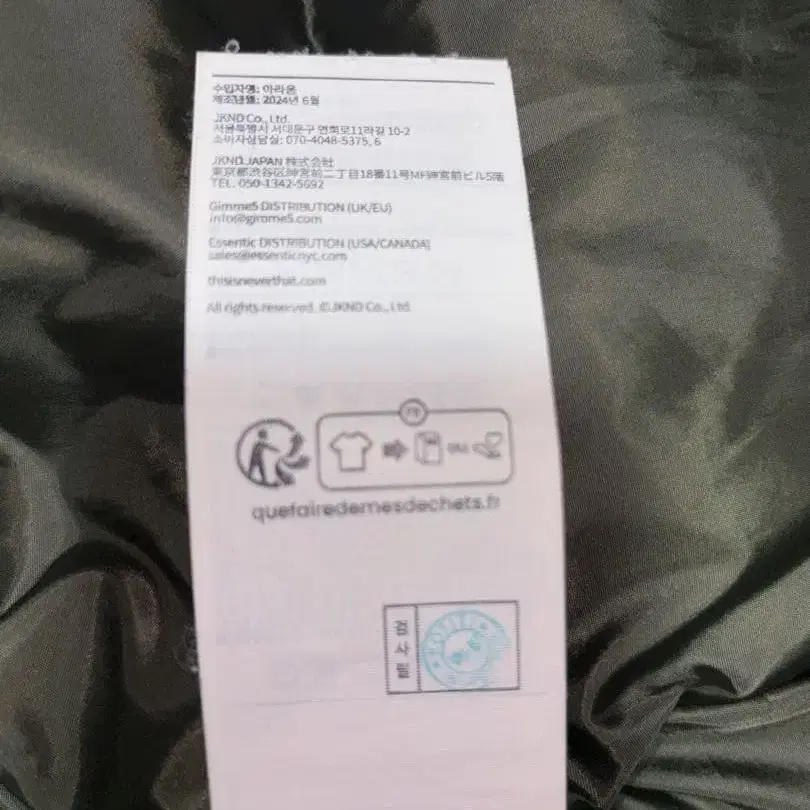 수입자명: 아라옴
제조년월: 2024년 6월
JKND Co., Ltd.
서울특별시 서대문구 연희로11라길 10-2
소비자상담실: 070-4048-5375, 6
JKND JAPAN 株式会社
東京都渋谷区神宮前二丁目18番11号MF神宮前ビル5階
TEL. 050-1342-5692
Gimme5 DISTRIBUTION (UK/EU)
info@gimme5.com
Essentic DISTRIBUTION (USA/CANADA)
sales@essenticnyc.com
thisisneverthat.com
All rights reserved. ©JKND Co., Ltd.
FR
OU
quefairedemesdechets.fr
검사필
KOTITI